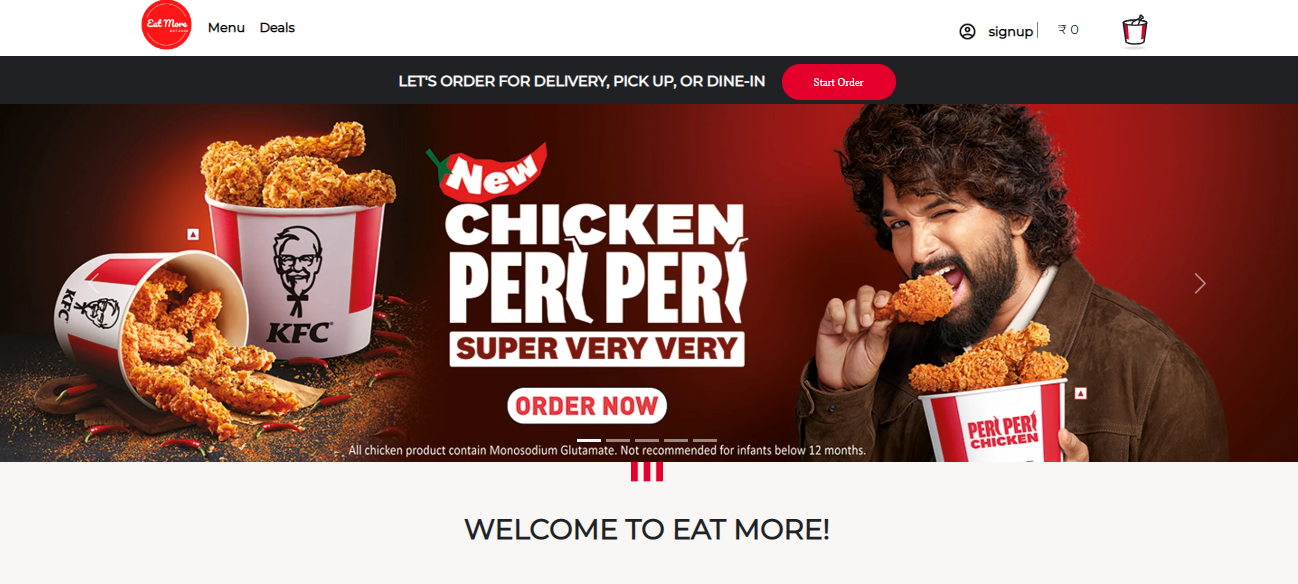 Eat More
Menu
Deals
signup
₹ 0
LET'S ORDER FOR DELIVERY, PICK UP, OR DINE-IN
Start Order
New
CHICKEN
PERI PERI
SUPER VERY VERY
ORDER NOW
KFC
KFC
PERI PERI
CHICKEN
All chicken product contain Monosodium Glutamate. Not recommended for infants below 12 months.
WELCOME TO EAT MORE!